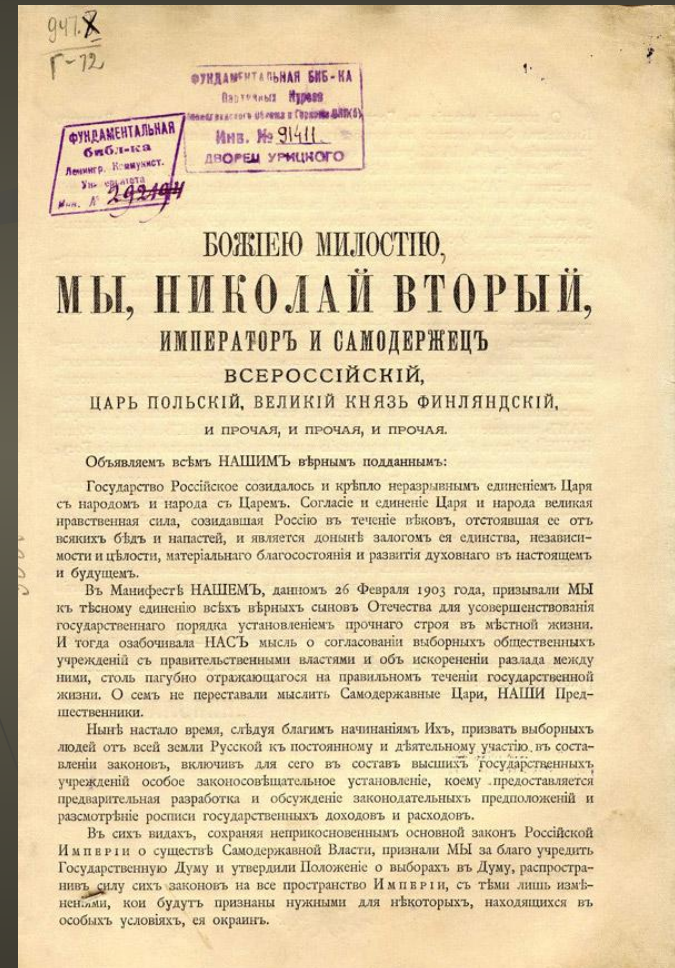 947.X
Г-72
ФУНДАМЕНТАЛЬНАЯ БИБ-КА
Партийных Курсов
Инв. № 91411
ДВОРЕЦ УРИЦКОГО
ФУНДАМЕНТАЛЬНАЯ
библ-ка
Ленингр. Коммунист.
Университета
Инв. №
БОЖІЕЮ МИЛОСТІЮ,
МЫ, НИКОЛАЙ ВТОРЫЙ,
ИМПЕРАТОРЪ И САМОДЕРЖЕЦЪ
ВСЕРОССІЙСКІЙ,
ЦАРЬ ПОЛЬСКІЙ, ВЕЛИКІЙ КНЯЗЬ ФИНЛЯНДСКІЙ,
И ПРОЧАЯ, И ПРОЧАЯ, И ПРОЧАЯ.
Объявляемъ всѣмъ НАШИМЪ вѣрнымъ подданнымъ:
Государство Россійское созидалось и крѣпло неразрывнымъ единеніемъ Царя
съ народомъ и народа съ Царемъ. Согласіе и единеніе Царя и народа великая
нравственная сила, созидавшая Россію въ теченіе вѣковъ, отстоявшая ее отъ
всякихъ бѣдъ и напастей, и является донынѣ залогомъ ея единства, независи-
мости и цѣлости, матеріальнаго благосостоянія и развитія духовнаго въ настоящемъ
и будущемъ.
Въ Манифестѣ НАШЕМЪ, данномъ 26 Февраля 1903 года, призывали МЫ
къ тѣсному единенію всѣхъ вѣрныхъ сыновъ Отечества для усовершенствованія
государственнаго порядка установленіемъ прочнаго строя въ мѣстной жизни.
И тогда озабочивала НАСЪ мысль о согласованіи выборныхъ общественныхъ
учрежденій съ правительственными властями и объ искорененіи разлада между
ними, столь пагубно отражающагося на правильномъ теченіи государственной
жизни. О семъ не переставали мыслить Самодержавные Цари, НАШИ Пред-
шественники.
Нынѣ настало время, слѣдуя благимъ начинаніямъ Ихъ, призвать выборныхъ
людей отъ всей земли Русской къ постоянному и дѣятельному участію въ соста-
вленіи законовъ, включивъ для сего въ составъ высшихъ государственныхъ
учрежденій особое законосовѣщательное установленіе, коему предоставляется
предварительная разработка и обсужденіе законодательныхъ предположеній и
разсмотрѣніе росписи государственныхъ доходовъ и расходовъ.
Въ сихъ видахъ, сохраняя неприкосновеннымъ основной законъ Россійской
ИМПЕРІИ о существѣ Самодержавной Власти, признали МЫ за благо учредить
Государственную Думу и утвердили Положеніе о выборахъ въ Думу, распростра-
нивъ силу сихъ законовъ на все пространство ИМПЕРІИ, съ тѣми лишь измѣ-
неніями, кои будутъ признаны нужными для нѣкоторыхъ, находящихся въ
особыхъ условіяхъ, ея окраинъ.